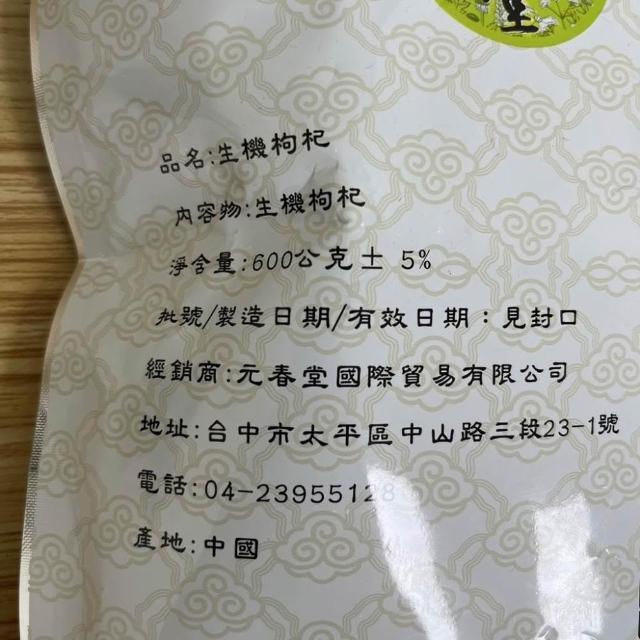 堂
品名:生機枸杞
內容物:生機枸杞
淨含量:600公克±5%
批號/製造日期/有效日期：見封口
經銷商:元春堂國際貿易有限公司
地址:台中市太平區中山路三段23-1號
電話:04-23955128
產地:中國